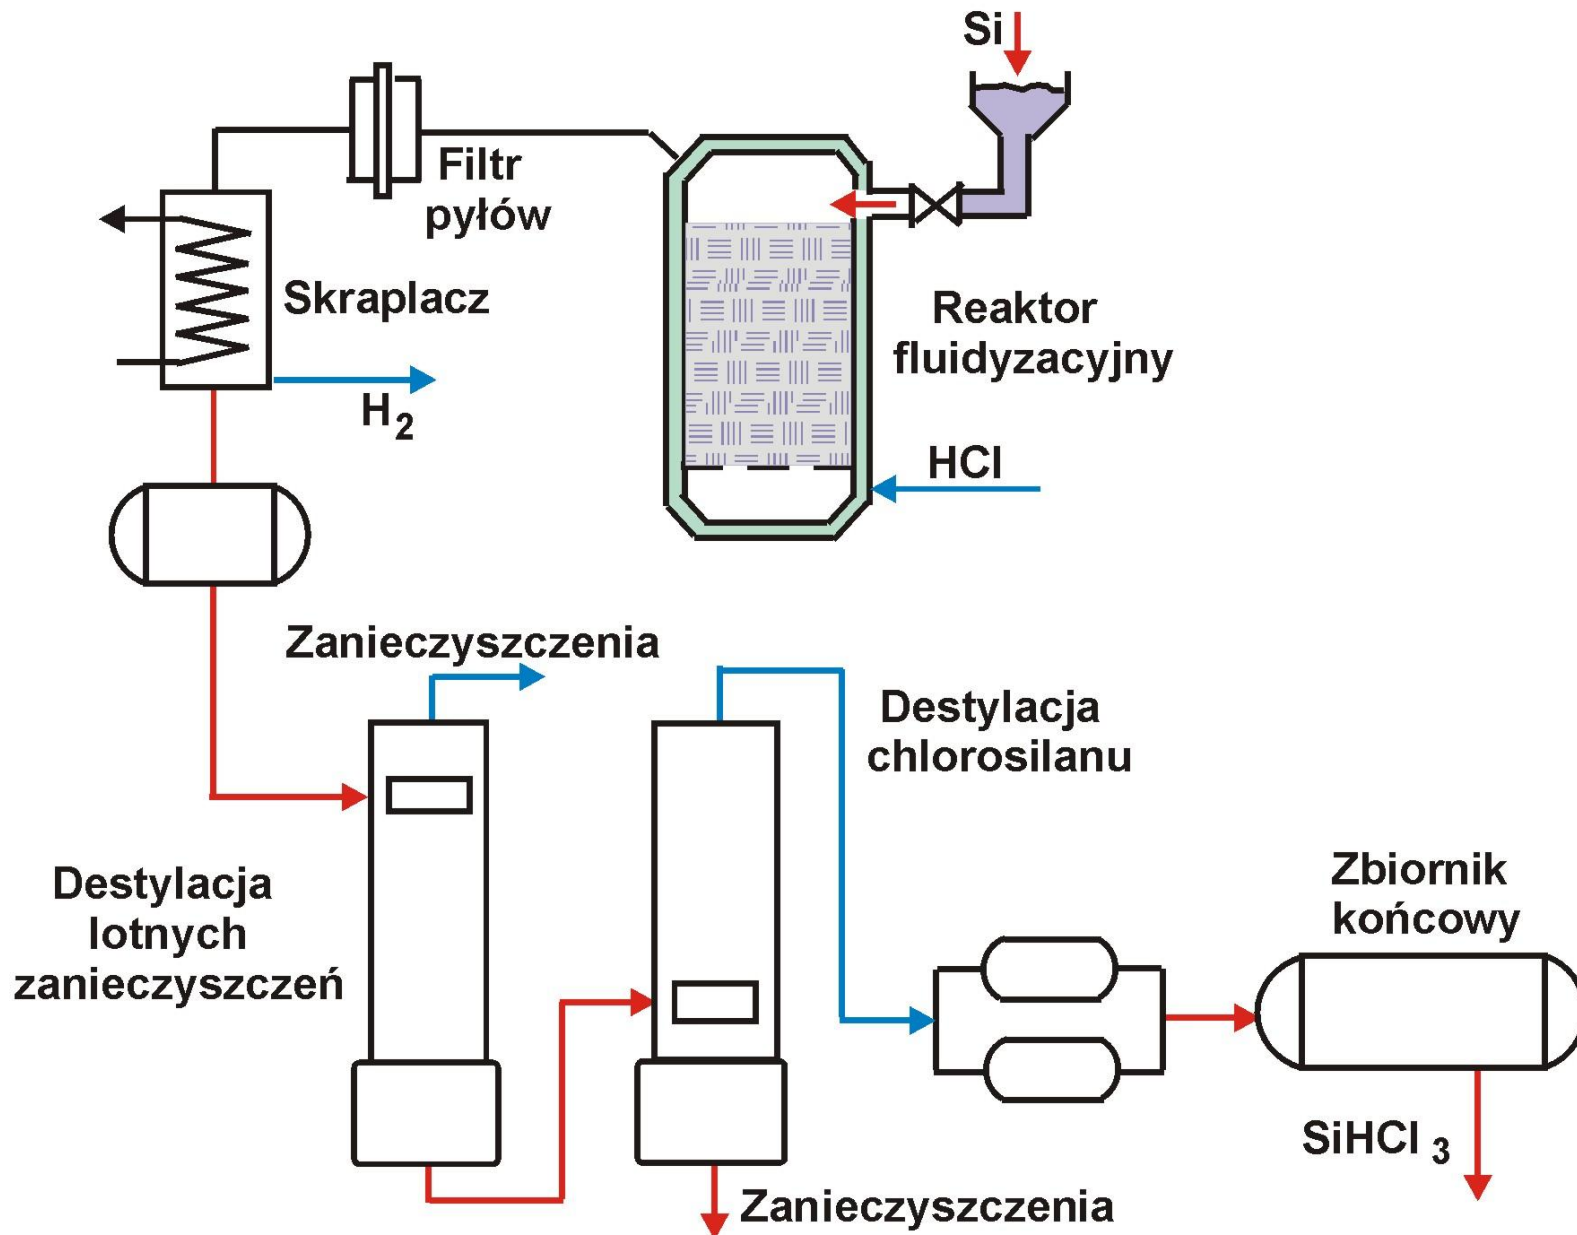 Si
Filtr
pyłów
Skraplacz
H2
Reaktor
fluidyzacyjny
HCl
Zanieczyszczenia
Destylacja
chlorosilanu
Destylacja
lotnych
zanieczyszczeń
Zbiornik
końcowy
SiHCl 3
Zanieczyszczenia